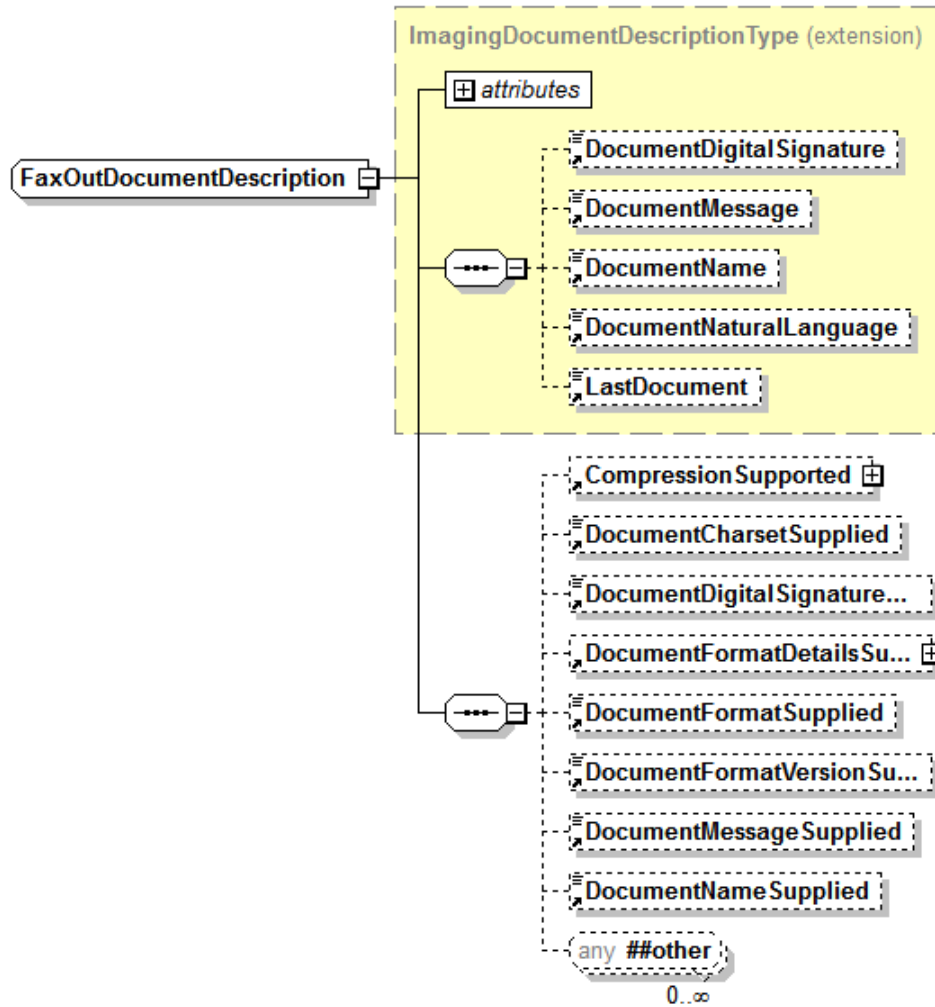 ImagingDocumentDescriptionType (extension)
attributes
DocumentDigitalSignature
FaxOutDocumentDescription
DocumentMessage
DocumentName
DocumentNaturalLanguage
LastDocument
CompressionSupported
DocumentCharsetSupplied
DocumentDigitalSignature...
DocumentFormatDetailsSu...
DocumentFormatSupplied
DocumentFormatVersionSu...
DocumentMessageSupplied
DocumentNameSupplied
any ##other
0..∞